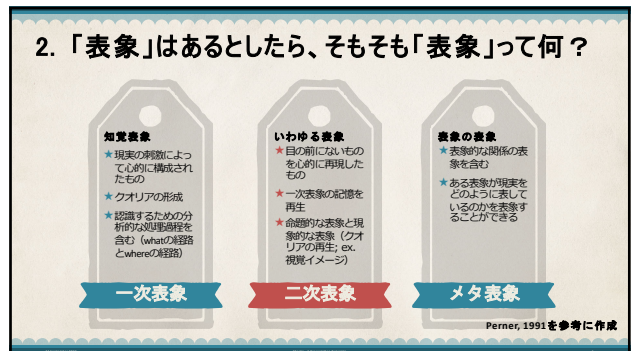 2. 「表象」はあるとしたら、そもそも「表象」って何？
知覚表象
★現実の刺激によっ
て心的に構成され
たもの
★クオリアの形成
★認識するための分
析的な処理過程を
含む（whatの経路
とwhereの経路）
一次表象
いわゆる表象
★目の前にないもの
を心的に再現した
もの
★一次表象の記憶を
再生
★命題的な表象と現
象的な表象（クオ
リアの再生; ex.
視覚イメージ）
二次表象
表象の表象
★表象的な関係の表
象を含む
★ある表象が現実を
どのように表して
いるのかを表象す
ることができる
メタ表象
Perner, 1991を参考に作成